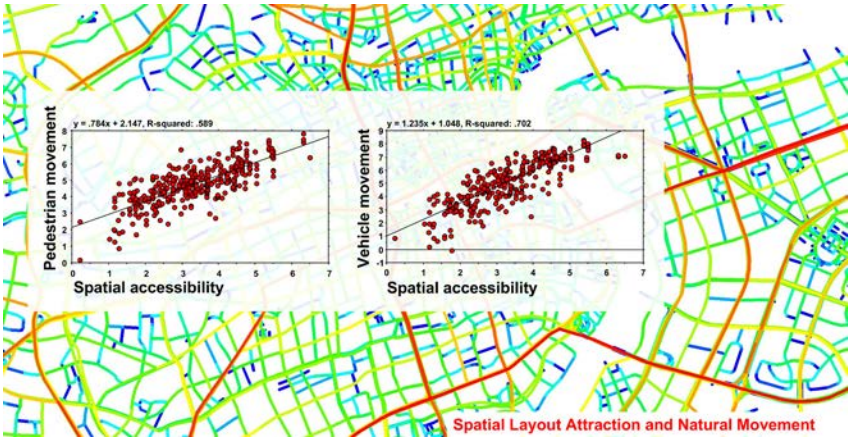 y = .784x + 2.147, R-squared: .589
Pedestrian movement
8
7
6
5
4
3
2
1
0
0 1 2 3 4 5 6 7
Spatial accessibility
y = 1.235x + 1.048, R-squared: .702
Vehicle movement
9
8
7
6
5
4
3
2
1
0
-1
0 1 2 3 4 5 6 7
Spatial accessibility
Spatial Layout Attraction and Natural Movement